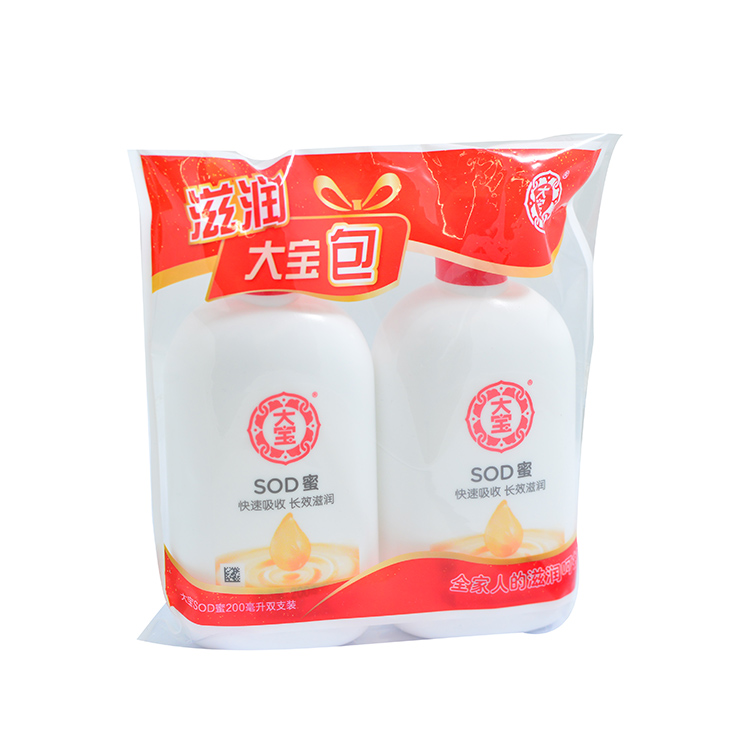 滋润
大宝包
大宝
®
SOD蜜
快速吸收 长效滋润
大宝
®
SOD蜜
快速吸收 长效滋润
大宝SOD蜜200毫升双支装
全家人的滋润呵